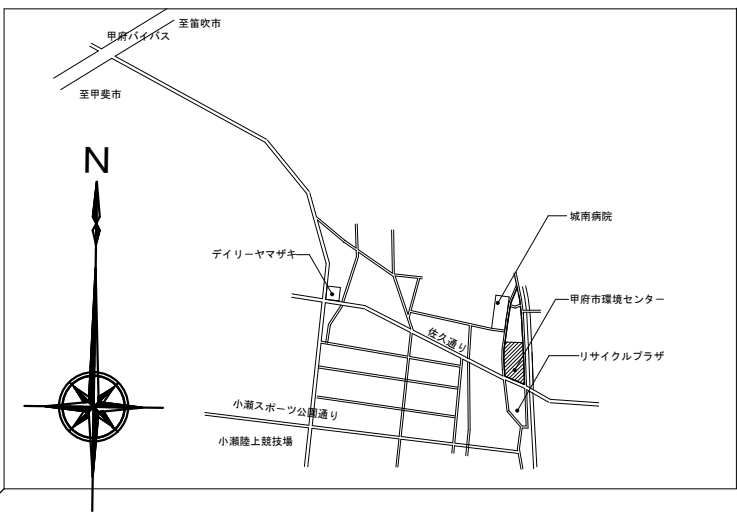 至笛吹市
甲府バイパス
至甲斐市
N
城南病院
デイリーヤマザキ
甲府市環境センター
佐久通り
リサイクルプラザ
小瀬スポーツ公園通り
小瀬陸上競技場